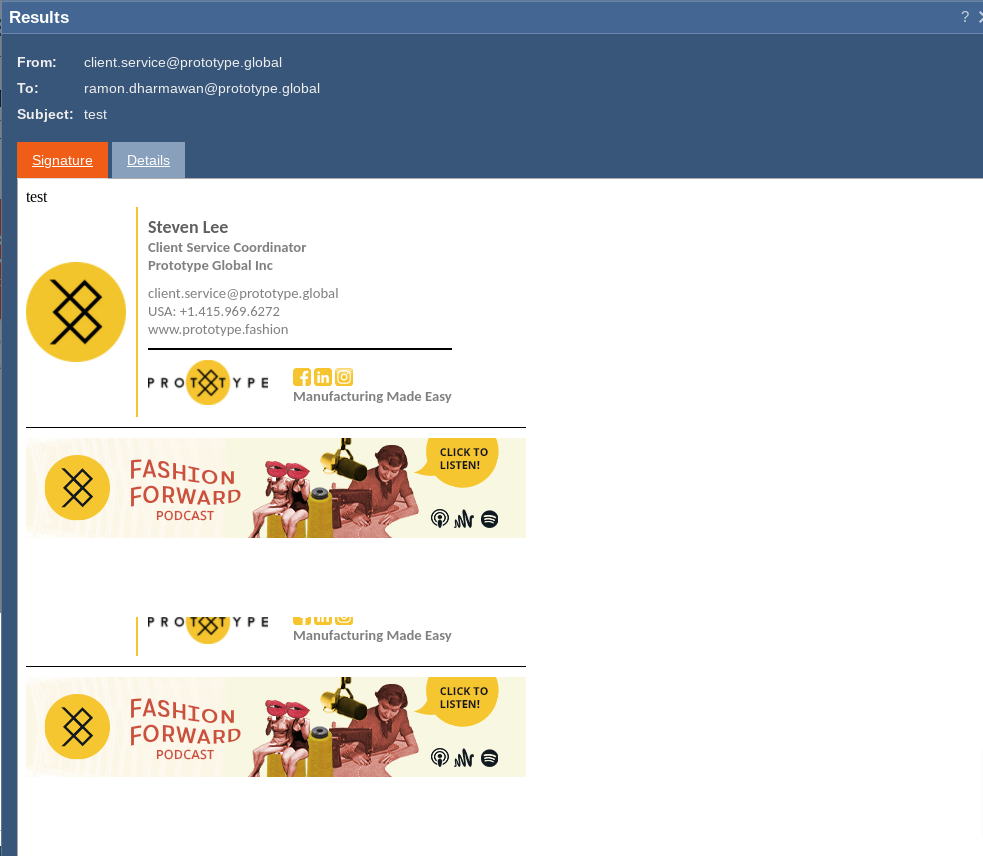 Results
?
From: client.service@prototype.global
To: ramon.dharmawan@prototype.global
Subject: test
Signature Details
test
Steven Lee
Client Service Coordinator
Prototype Global Inc
client.service@prototype.global
USA: +1.415.969.6272
www.prototype.fashion
PROTOTYPE
Manufacturing Made Easy
FASHION
FORWARD
PODCAST
CLICK TO
LISTEN!
PROTOTYPE
Manufacturing Made Easy
FASHION
FORWARD
PODCAST
CLICK TO
LISTEN!